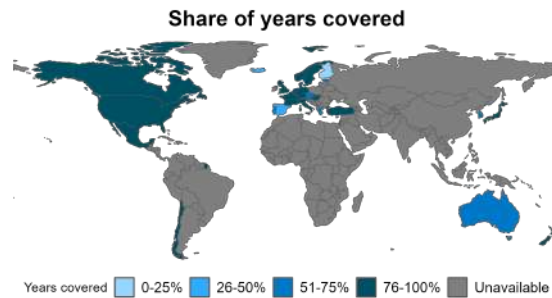 Share of years covered
Years covered 0-25% 26-50% 51-75% 76-100% Unavailable